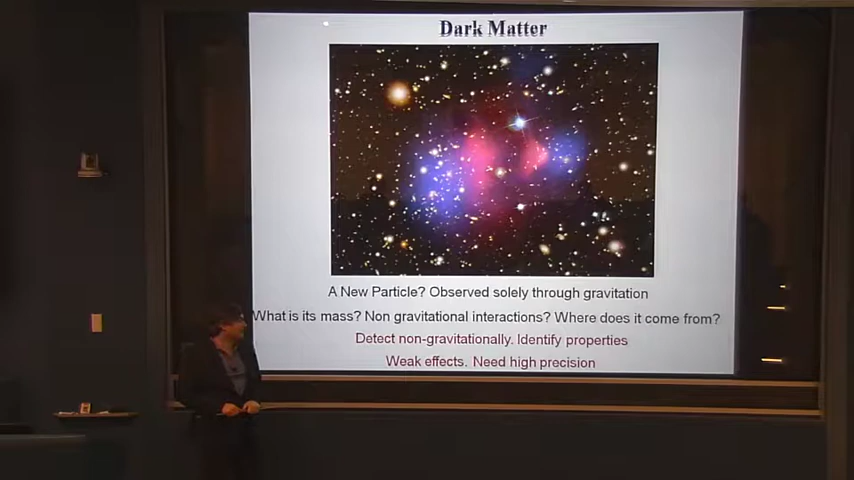 Dark Matter
A New Particle? Observed solely through gravitation
What is its mass? Non gravitational interactions? Where does it come from?
Detect non-gravitationally. Identify properties
Weak effects. Need high precision